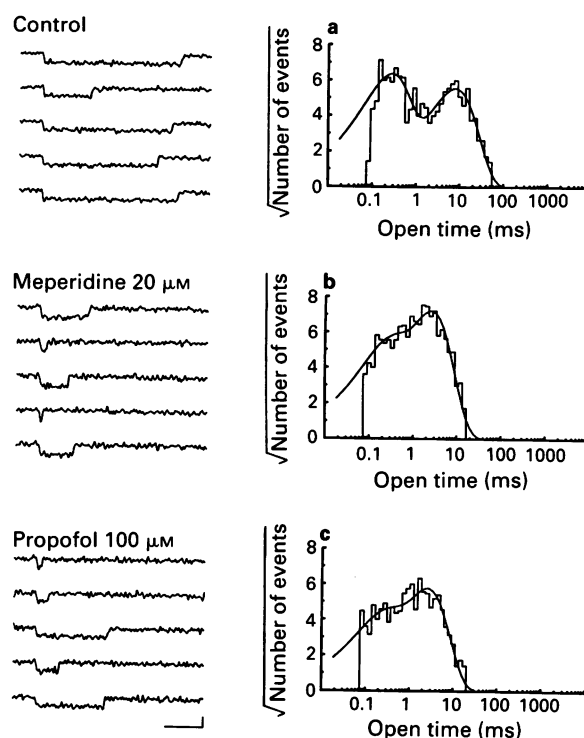 Control
a
√Number of events
8
6
4
2
0
0.1 1 10 100 1000
Open time (ms)
Meperidine 20 μM
b
√Number of events
8
6
4
2
0
0.1 1 10 100 1000
Open time (ms)
Propofol 100 μM
c
√Number of events
8
6
4
2
0
0.1 1 10 100 1000
Open time (ms)